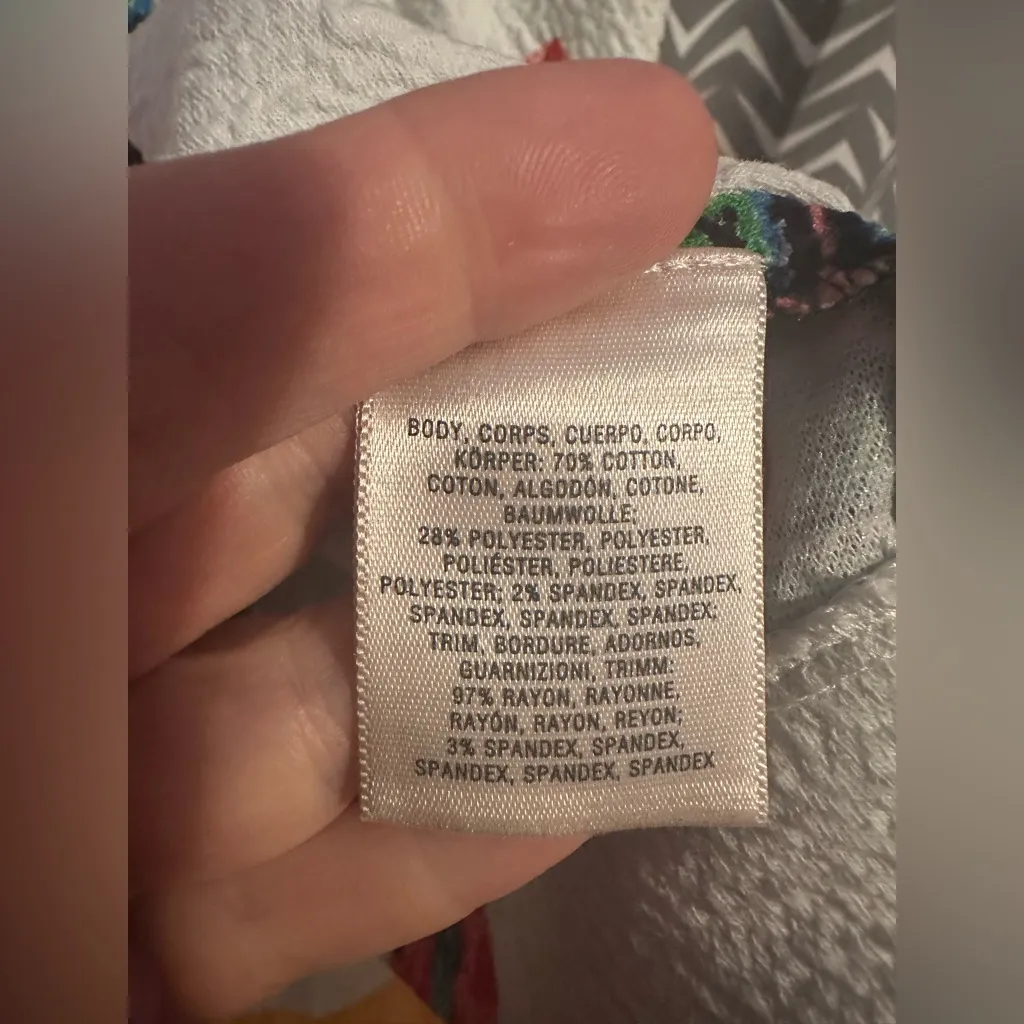 BODY, CORPS, CUERPO, CORPO,
KÖRPER: 70% COTTON,
COTON, ALGODÓN, COTONE,
BAUMWOLLE;
28% POLYESTER, POLYESTER,
POLIÉSTER, POLIESTERE,
POLYESTER; 2% SPANDEX, SPANDEX,
SPANDEX, SPANDEX, SPANDEX;
TRIM, BORDURE, ADORNOS,
GUARNIZIONI, TRIMM:
97% RAYON, RAYONNE,
RAYÓN, RAYON, REYON;
3% SPANDEX, SPANDEX,
SPANDEX, SPANDEX, SPANDEX